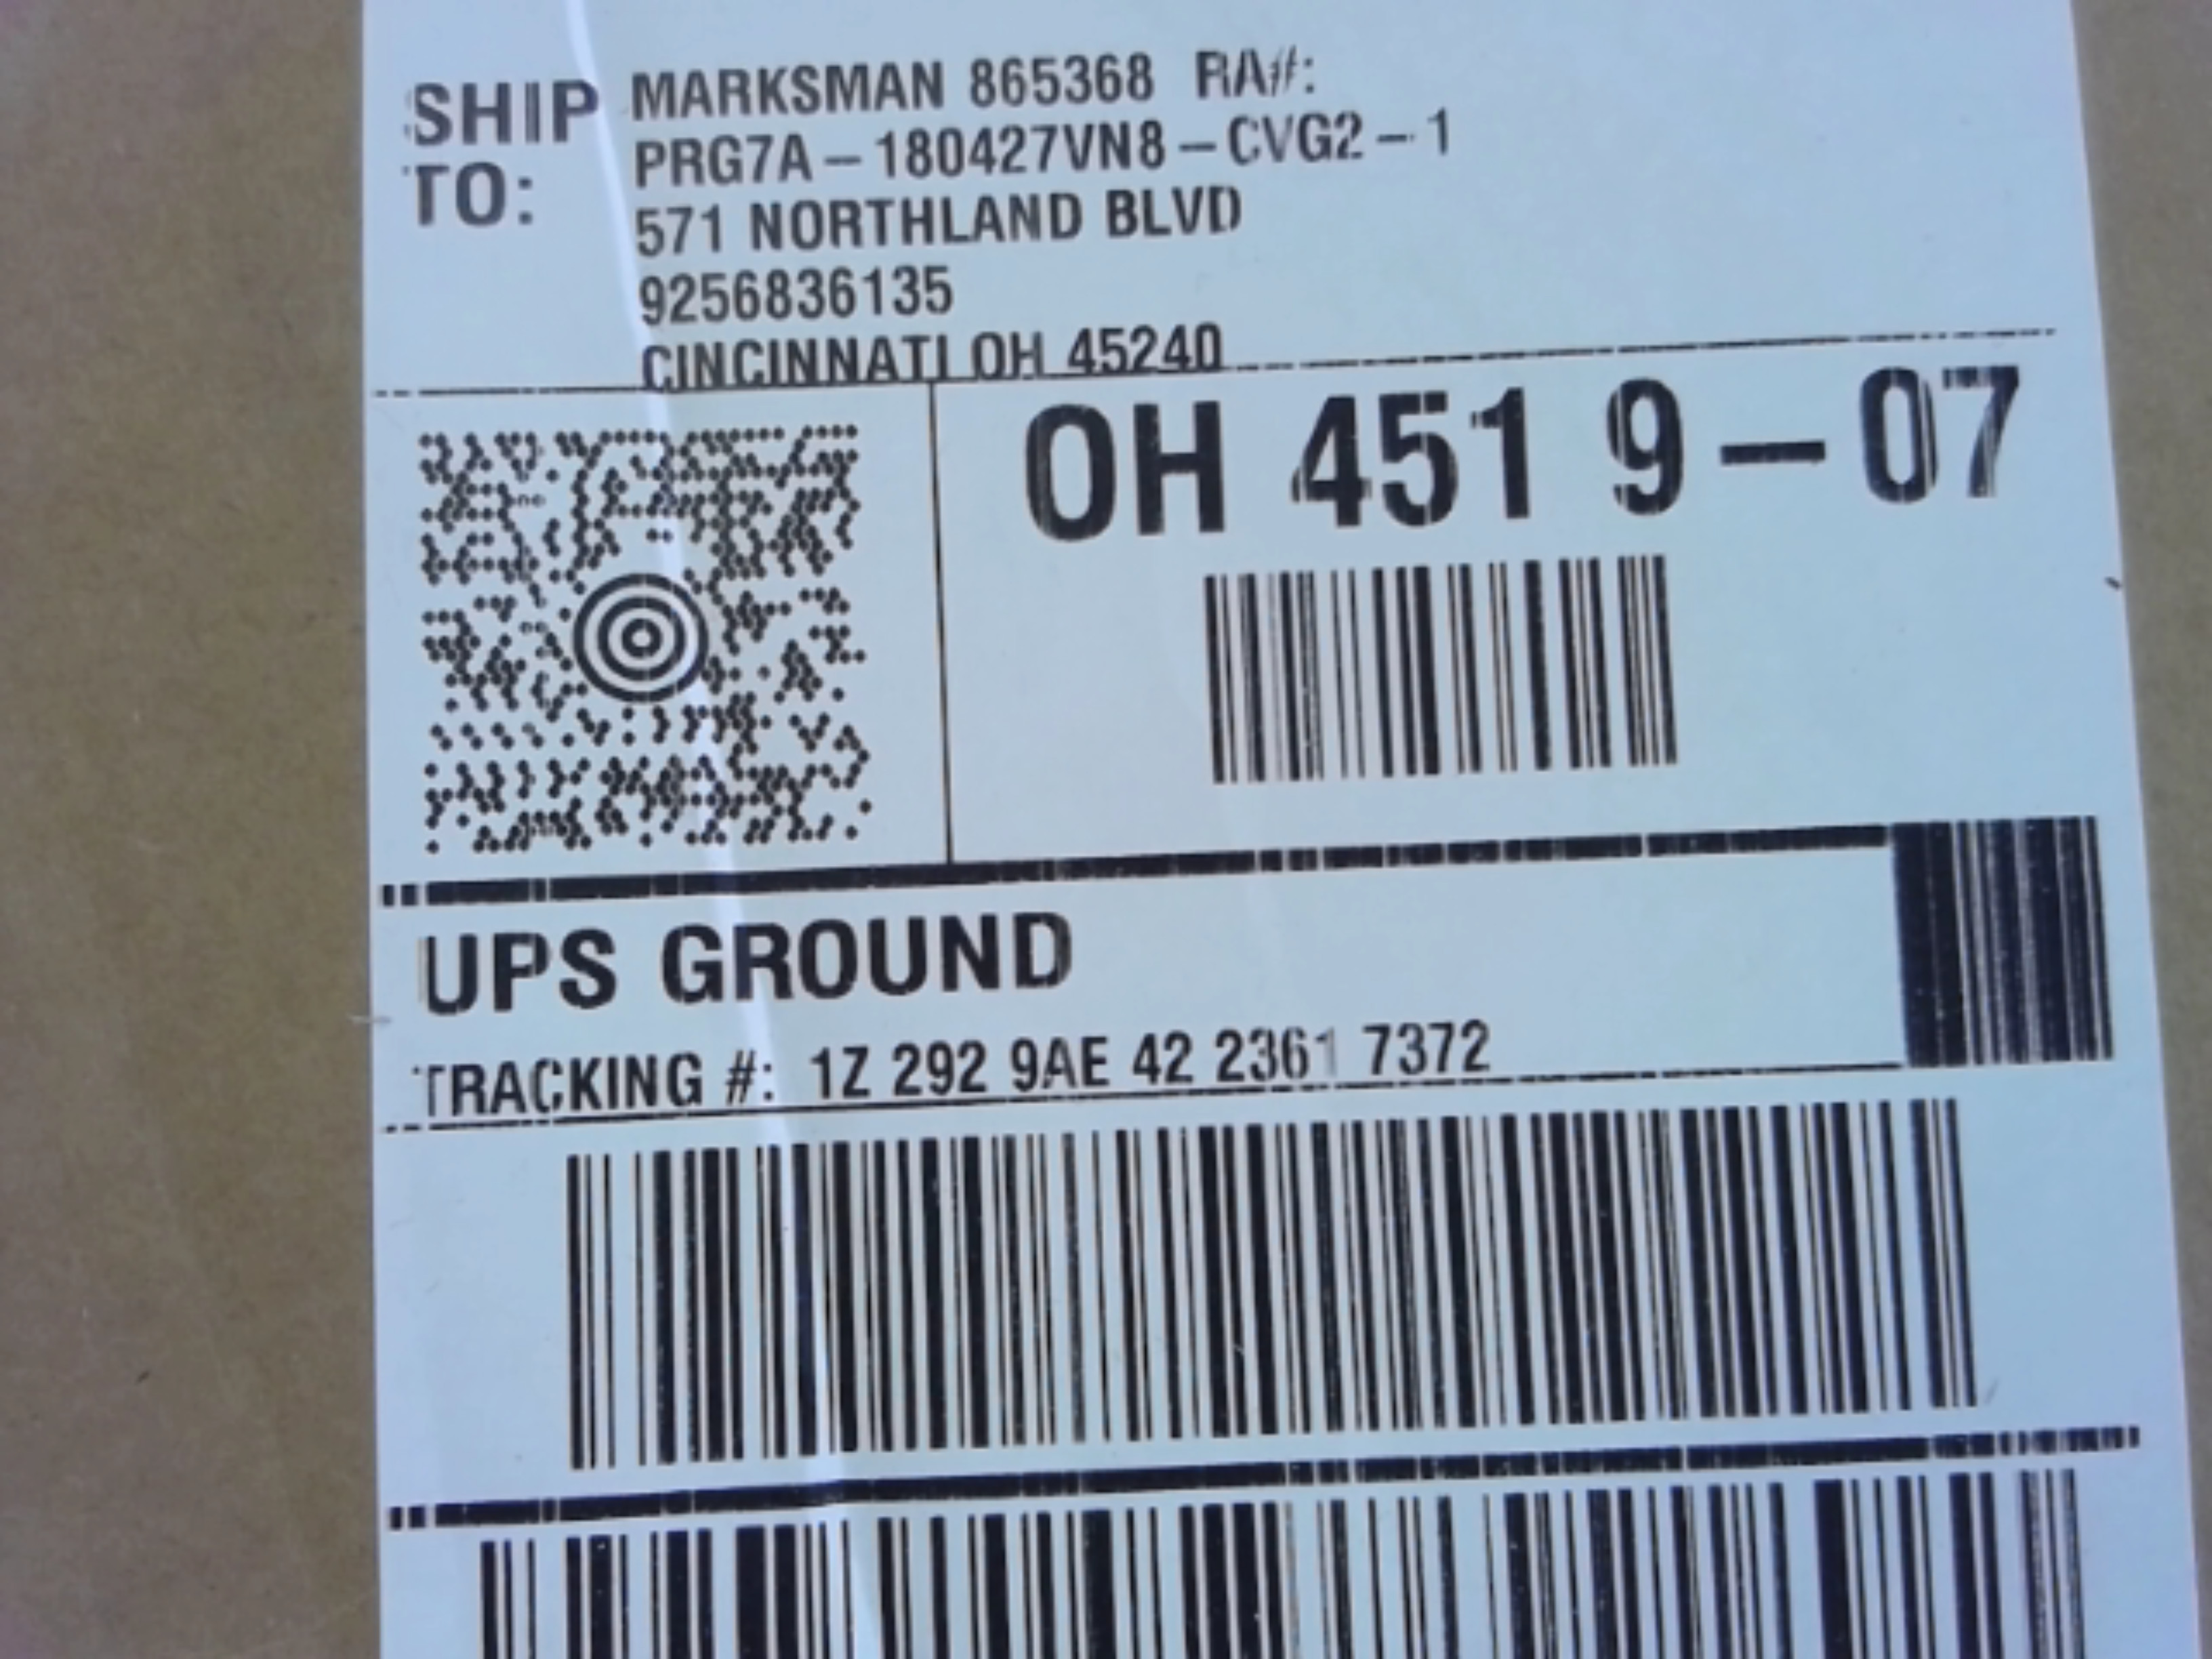 SHIP TO:
MARKSMAN 865368 RA#:
PRG7A-180427VN8-CVG2-1
571 NORTHLAND BLVD
9256836135
CINCINNATI OH 45240
OH 451 9-07
UPS GROUND
TRACKING #: 1Z 292 9AE 42 2361 7372